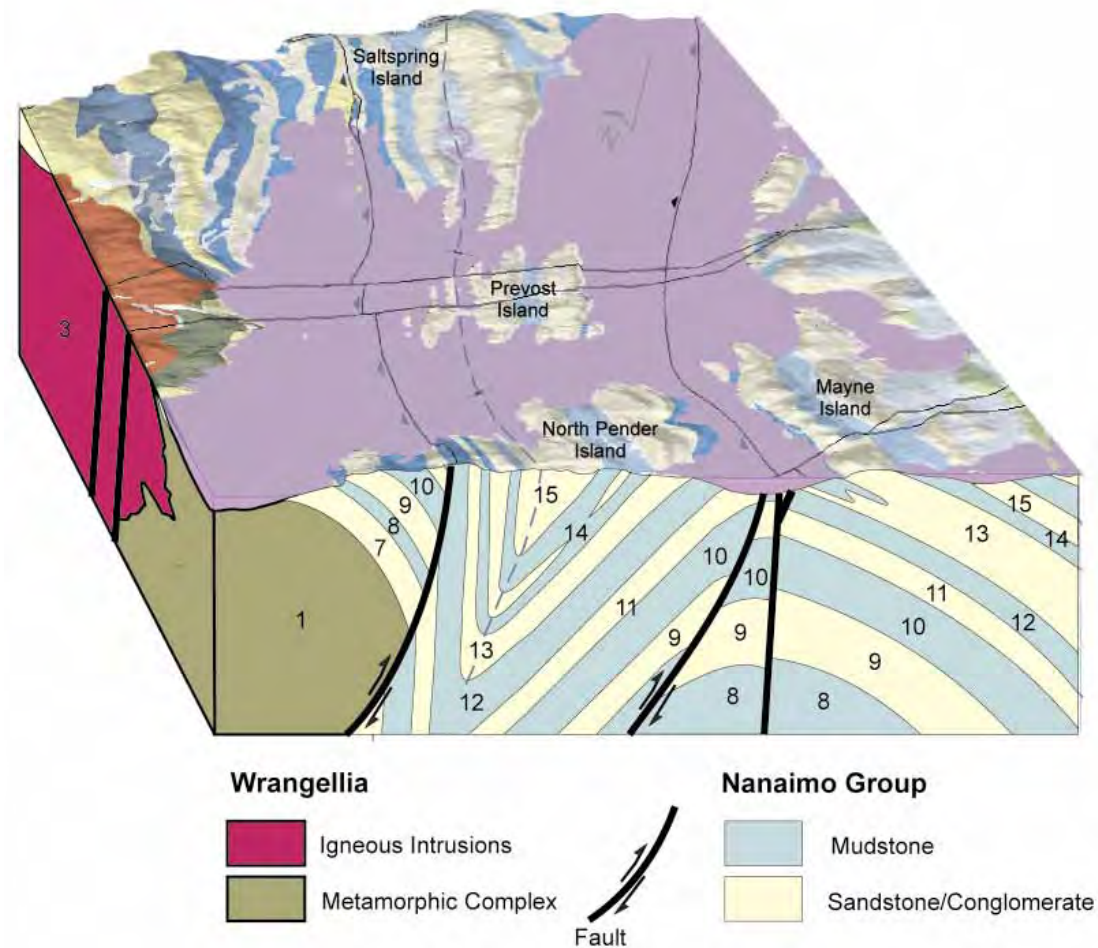 Saltspring
Island
Prevost
Island
3
Mayne
Island
North Pender
Island
10
9
8
7
15
14
15
13
14
1
10
10
11
11
12
10
9
9
9
13
12
8
8
Wrangellia
Igneous Intrusions
Metamorphic Complex
Fault
Nanaimo Group
Mudstone
Sandstone/Conglomerate